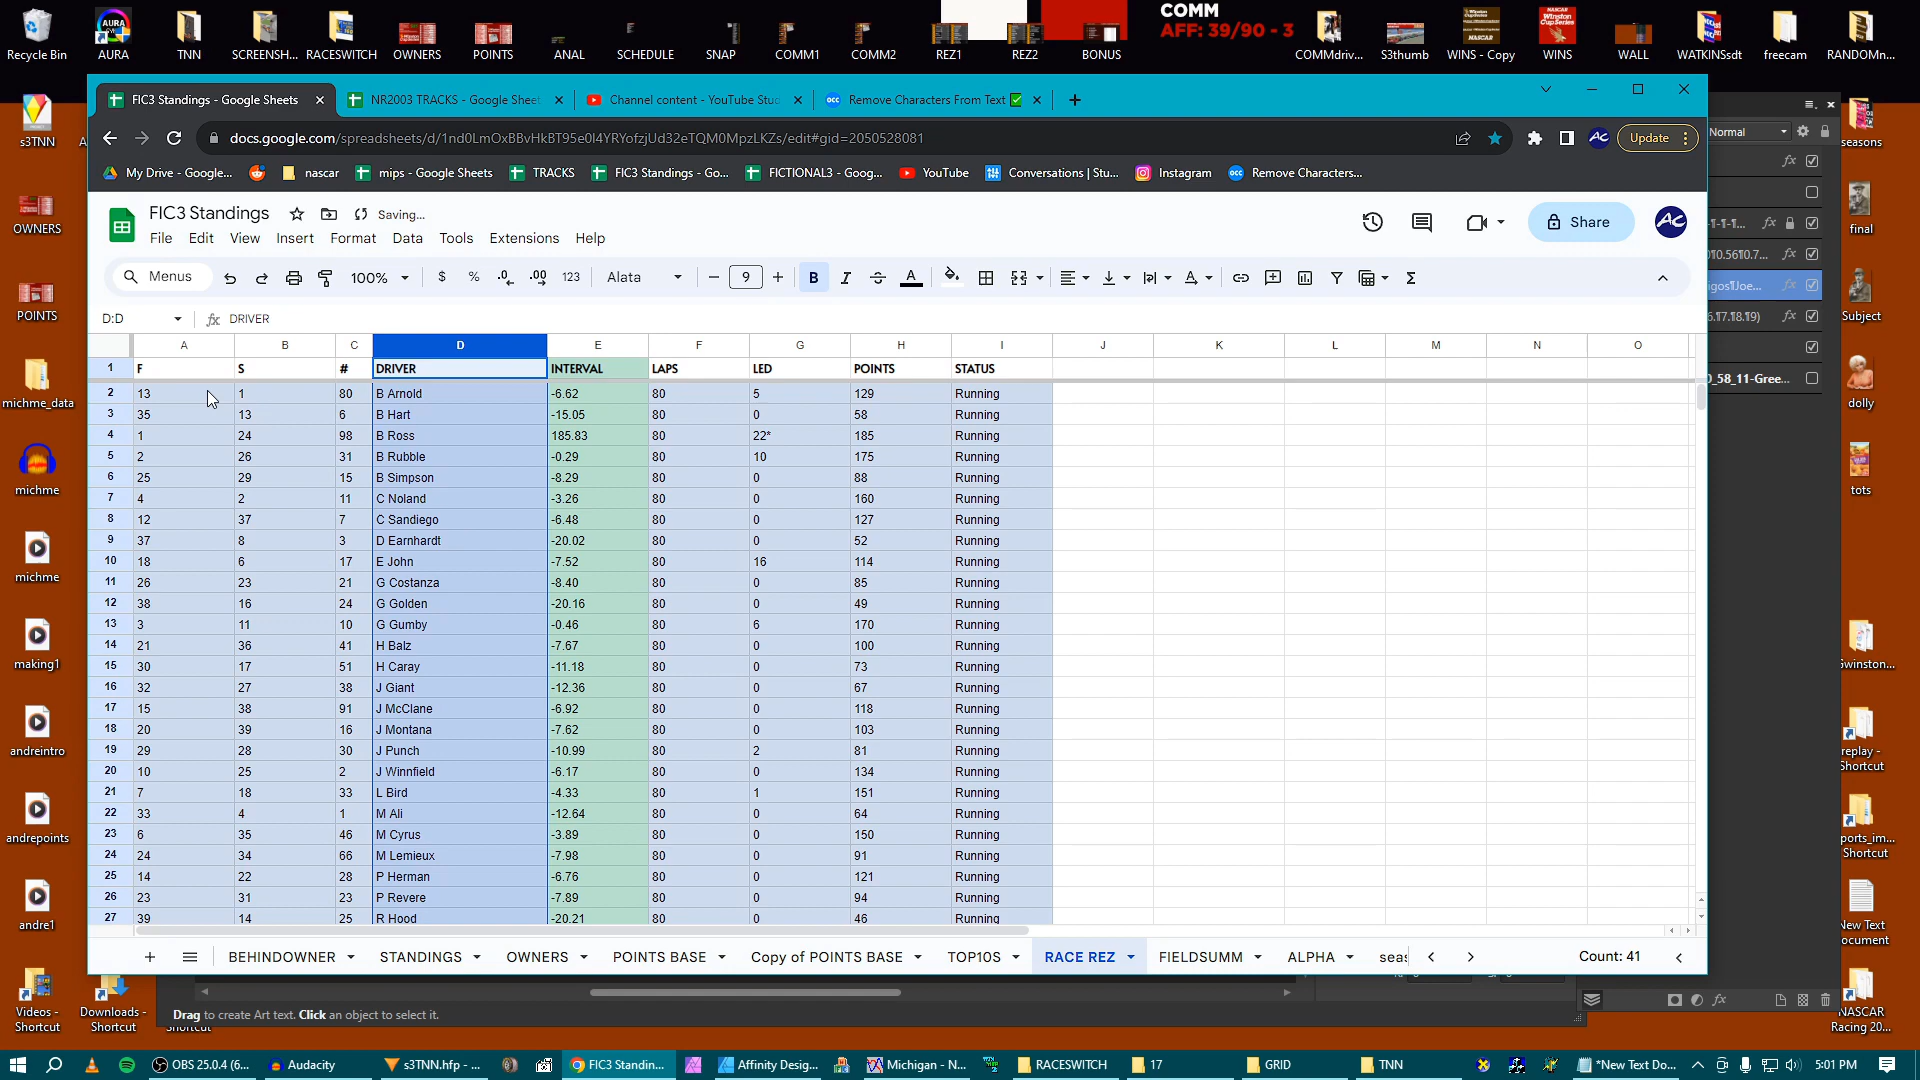 COMM
AFF: 39/90 - 3
Recycle Bin
AURA
TNN
SCREENSH...
RACESWITCH
OWNERS
POINTS
ANAL
SCHEDULE
SNAP
COMM1
COMM2
REZ1
REZ2
BONUS
COMMdriv...
S3thumb
WINS - Copy
WINS
WALL
WATKINSsdt
freecam
RANDOMn...
FIC3 Standings - Google Sheets
NR2003 TRACKS - Google Sheet
Channel content - YouTube Stu
Remove Characters From Text
docs.google.com/spreadsheets/d/1nd0LmOxBBvHkBT95e0l4YRYofzjUd32eTQM0MpzLKZs/edit#gid=2050528081
Update
My Drive - Google...
nascar
mips - Google Sheets
TRACKS
FIC3 Standings - Go...
FICTIONAL3 - Goog...
YouTube
Conversations | Stu...
Instagram
Remove Characters...
FIC3 Standings
Saving...
File Edit View Insert Format Data Tools Extensions Help
Share
Menus
100%
$ % .0 .00 123
Alata
9
D:D
DRIVER
A B C D E F G H I J K L M N O
1 F S # DRIVER INTERVAL LAPS LED POINTS STATUS
2 13 1 80 B Arnold -6.62 80 5 129 Running
3 35 13 6 B Hart -15.05 80 0 58 Running
4 1 24 98 B Ross 185.83 80 22* 185 Running
5 2 26 31 B Rubble -0.29 80 10 175 Running
6 25 29 15 B Simpson -8.29 80 0 88 Running
7 4 2 11 C Noland -3.26 80 0 160 Running
8 12 37 7 C Sandiego -6.48 80 0 127 Running
9 37 8 3 D Earnhardt -20.02 80 0 52 Running
10 18 6 17 E John -7.52 80 16 114 Running
11 26 23 21 G Costanza -8.40 80 0 85 Running
12 38 16 24 G Golden -20.16 80 0 49 Running
13 3 11 10 G Gumby -0.46 80 6 170 Running
14 21 36 41 H Balz -7.67 80 0 100 Running
15 30 17 51 H Caray -11.18 80 0 73 Running
16 32 27 38 J Giant -12.36 80 0 67 Running
17 15 38 91 J McClane -6.92 80 0 118 Running
18 20 39 16 J Montana -7.62 80 0 103 Running
19 29 28 30 J Punch -10.99 80 2 81 Running
20 10 25 2 J Winnfield -6.17 80 0 134 Running
21 7 18 33 L Bird -4.33 80 1 151 Running
22 33 4 1 M Ali -12.64 80 0 64 Running
23 6 35 46 M Cyrus -3.89 80 0 150 Running
24 24 34 66 M Lemieux -7.98 80 0 91 Running
25 14 22 28 P Herman -6.76 80 0 121 Running
26 23 31 23 P Revere -7.89 80 0 94 Running
27 39 14 25 R Hood -20.21 80 0 46 Running
BEHINDOWNER
STANDINGS
OWNERS
POINTS BASE
Copy of POINTS BASE
TOP10S
RACE REZ
FIELDSUMM
ALPHA
seas
Count: 41
Drag to create Art text. Click an object to select it.
s3TNN
OWNERS
POINTS
michme_data
michme
michme
making1
andreintro
andrepoints
andre1
Videos - Shortcut
Downloads - Shortcut
Shortcut
Normal
-1-1-1...
0_58_11-Gree...
seasons
final
Subject
dolly
tots
replay - Shortcut
New Text Document
NASCAR Racing 20...
OBS 25.0.4 (6...
Audacity
s3TNN.hfp - ...
FIC3 Standin...
Affinity Desig...
Michigan - N...
RACESWITCH
17
GRID
TNN
*New Text Do...
5:01 PM